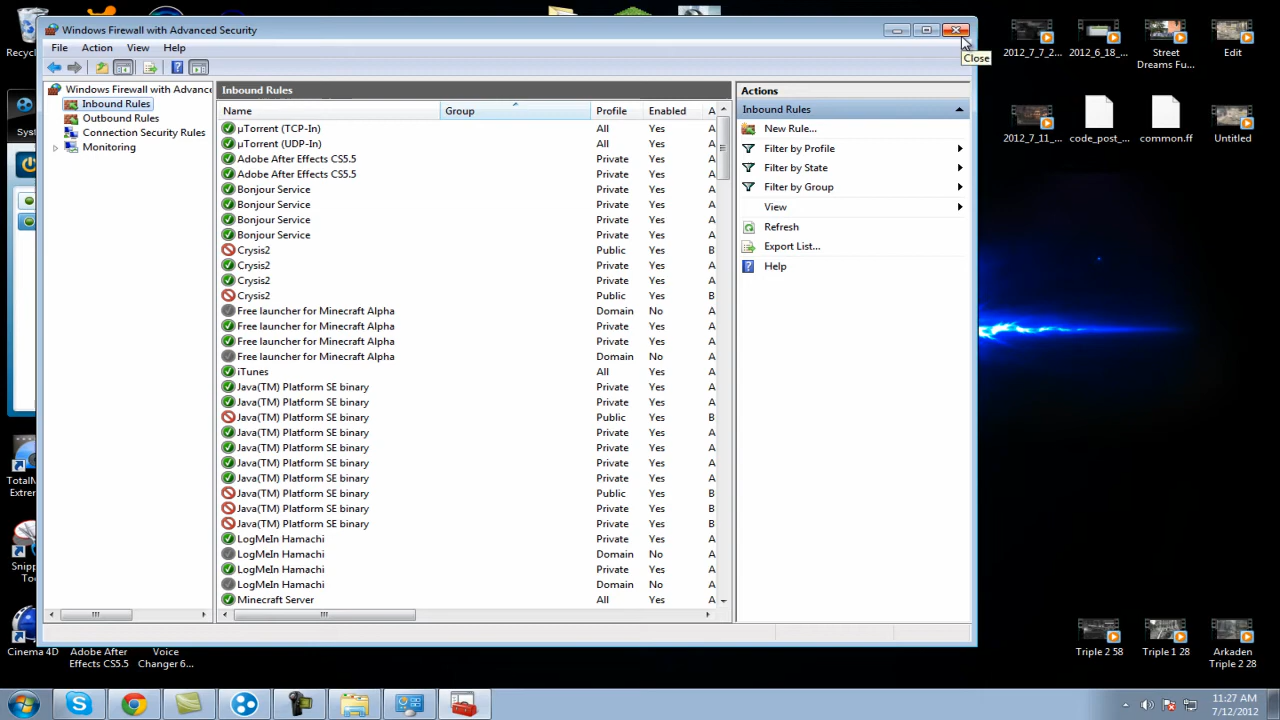 Windows Firewall with Advanced Security
File Action View Help
Close
Windows Firewall with Advanc
Inbound Rules
Outbound Rules
Connection Security Rules
Monitoring
Inbound Rules
Name Group Profile Enabled A
µTorrent (TCP-In) All Yes A
µTorrent (UDP-In) All Yes A
Adobe After Effects CS5.5 Private Yes A
Adobe After Effects CS5.5 Private Yes A
Bonjour Service Private Yes A
Bonjour Service Private Yes A
Bonjour Service Private Yes A
Bonjour Service Private Yes A
Crysis2 Public Yes B
Crysis2 Private Yes A
Crysis2 Private Yes A
Crysis2 Public Yes B
Free launcher for Minecraft Alpha Domain No A
Free launcher for Minecraft Alpha Private Yes A
Free launcher for Minecraft Alpha Private Yes A
Free launcher for Minecraft Alpha Domain No A
iTunes All Yes A
Java(TM) Platform SE binary Private Yes A
Java(TM) Platform SE binary Private Yes A
Java(TM) Platform SE binary Public Yes B
Java(TM) Platform SE binary Private Yes A
Java(TM) Platform SE binary Private Yes A
Java(TM) Platform SE binary Private Yes A
Java(TM) Platform SE binary Private Yes A
Java(TM) Platform SE binary Public Yes B
Java(TM) Platform SE binary Private Yes B
Java(TM) Platform SE binary Private Yes B
LogMeIn Hamachi Private Yes A
LogMeIn Hamachi Domain No A
LogMeIn Hamachi Private Yes A
LogMeIn Hamachi Domain No A
Minecraft Server All Yes A
Actions
Inbound Rules
New Rule...
Filter by Profile
Filter by State
Filter by Group
View
Refresh
Export List...
Help
Recyc
Syst
TotalM
Extre
Snipp
To
Cinema 4D
Adobe After
Effects CS5.5
Voice
Changer 6...
2012_7_7_2...
2012_6_18_...
Street
Dreams Fu...
Edit
2012_7_11_...
code_post_...
common.ff
Untitled
Triple 2 58
Triple 1 28
Arkaden
Triple 2 28
11:27 AM
7/12/2012